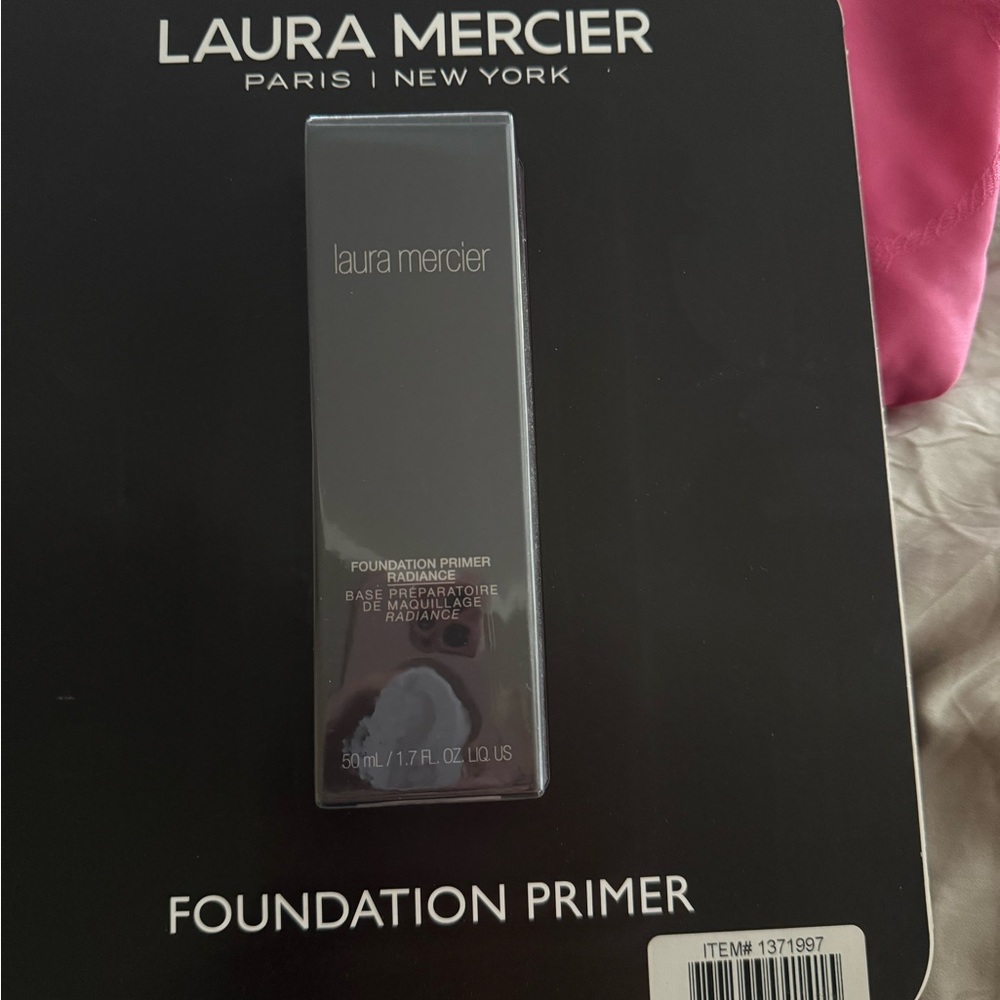 LAURA MERCIER
PARIS | NEW YORK
laura mercier
FOUNDATION PRIMER
RADIANCE
BASE PRÉPARATOIRE
DE MAQUILLAGE
RADIANCE
50 mL / 1.7 FL. OZ. LIQ. US
FOUNDATION PRIMER
ITEM# 1371997